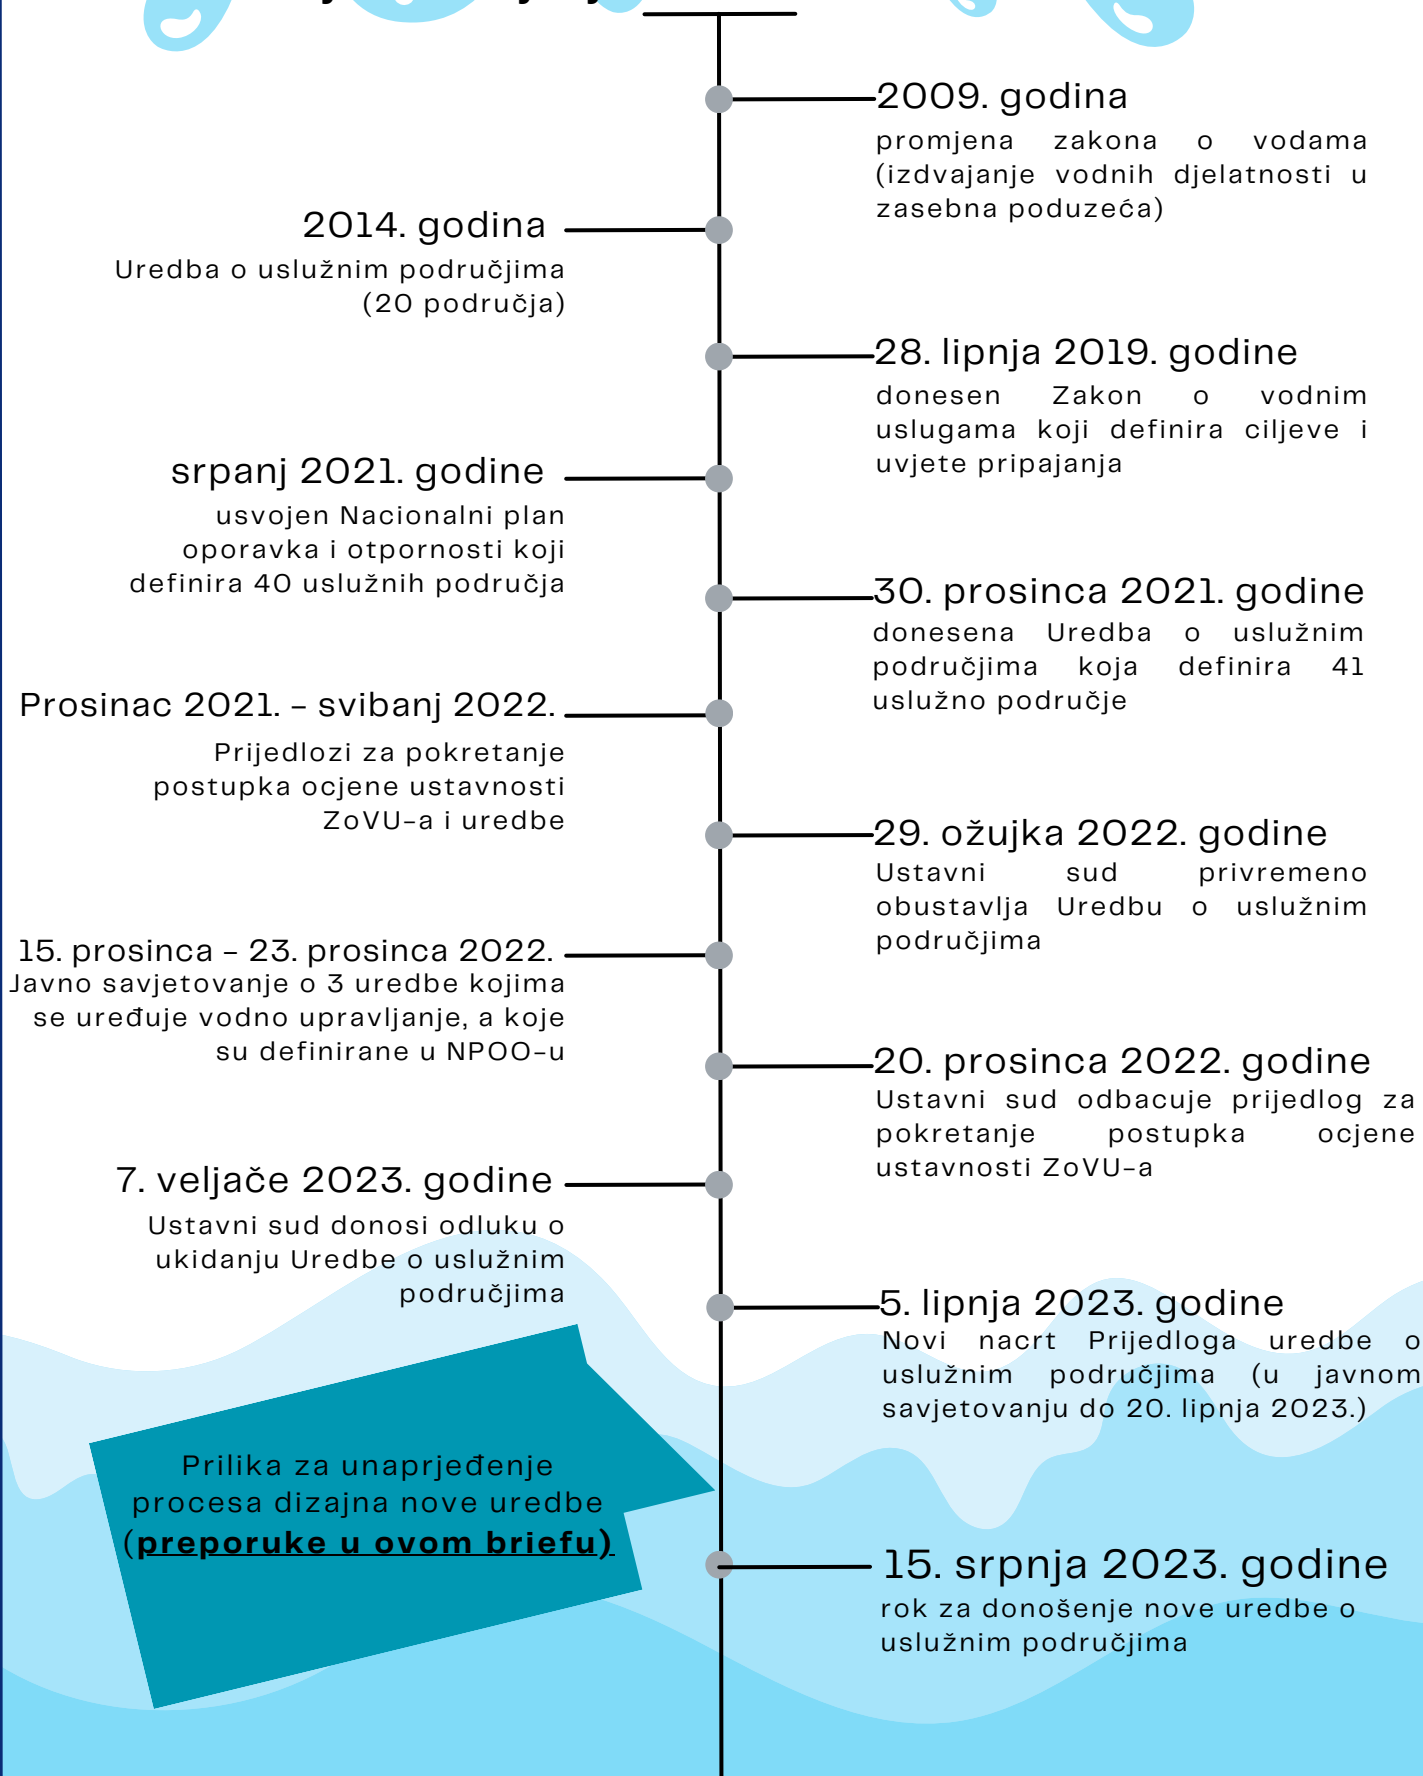 2009. godina
promjena zakona o vodama
(izdvajanje vodnih djelatnosti u
zasebna poduzeća)
2014. godina
Uredba o uslužnim područjima
(20 područja)
28. lipnja 2019. godine
donesen Zakon o vodnim
uslugama koji definira ciljeve i
uvjete pripajanja
srpanj 2021. godine
usvojen Nacionalni plan
oporavka i otpornosti koji
definira 40 uslužnih područja
30. prosinca 2021. godine
donesena Uredba o uslužnim
područjima koja definira 41
uslužno područje
Prosinac 2021. – svibanj 2022.
Prijedlozi za pokretanje
postupka ocjene ustavnosti
ZoVU-a i uredbe
29. ožujka 2022. godine
Ustavni sud privremeno
obustavlja Uredbu o uslužnim
područjima
15. prosinca – 23. prosinca 2022.
Javno savjetovanje o 3 uredbe kojima
se uređuje vodno upravljanje, a koje
su definirane u NPOO-u
20. prosinca 2022. godine
Ustavni sud odbacuje prijedlog za
pokretanje postupka ocjene
ustavnosti ZoVU-a
7. veljače 2023. godine
Ustavni sud donosi odluku o
ukidanju Uredbe o uslužnim
područjima
5. lipnja 2023. godine
Novi nacrt Prijedloga uredbe o
uslužnim područjima (u javnom
savjetovanju do 20. lipnja 2023.)
Prilika za unaprjeđenje
procesa dizajna nove uredbe
(preporuke u ovom briefu)
15. srpnja 2023. godine
rok za donošenje nove uredbe o
uslužnim područjima